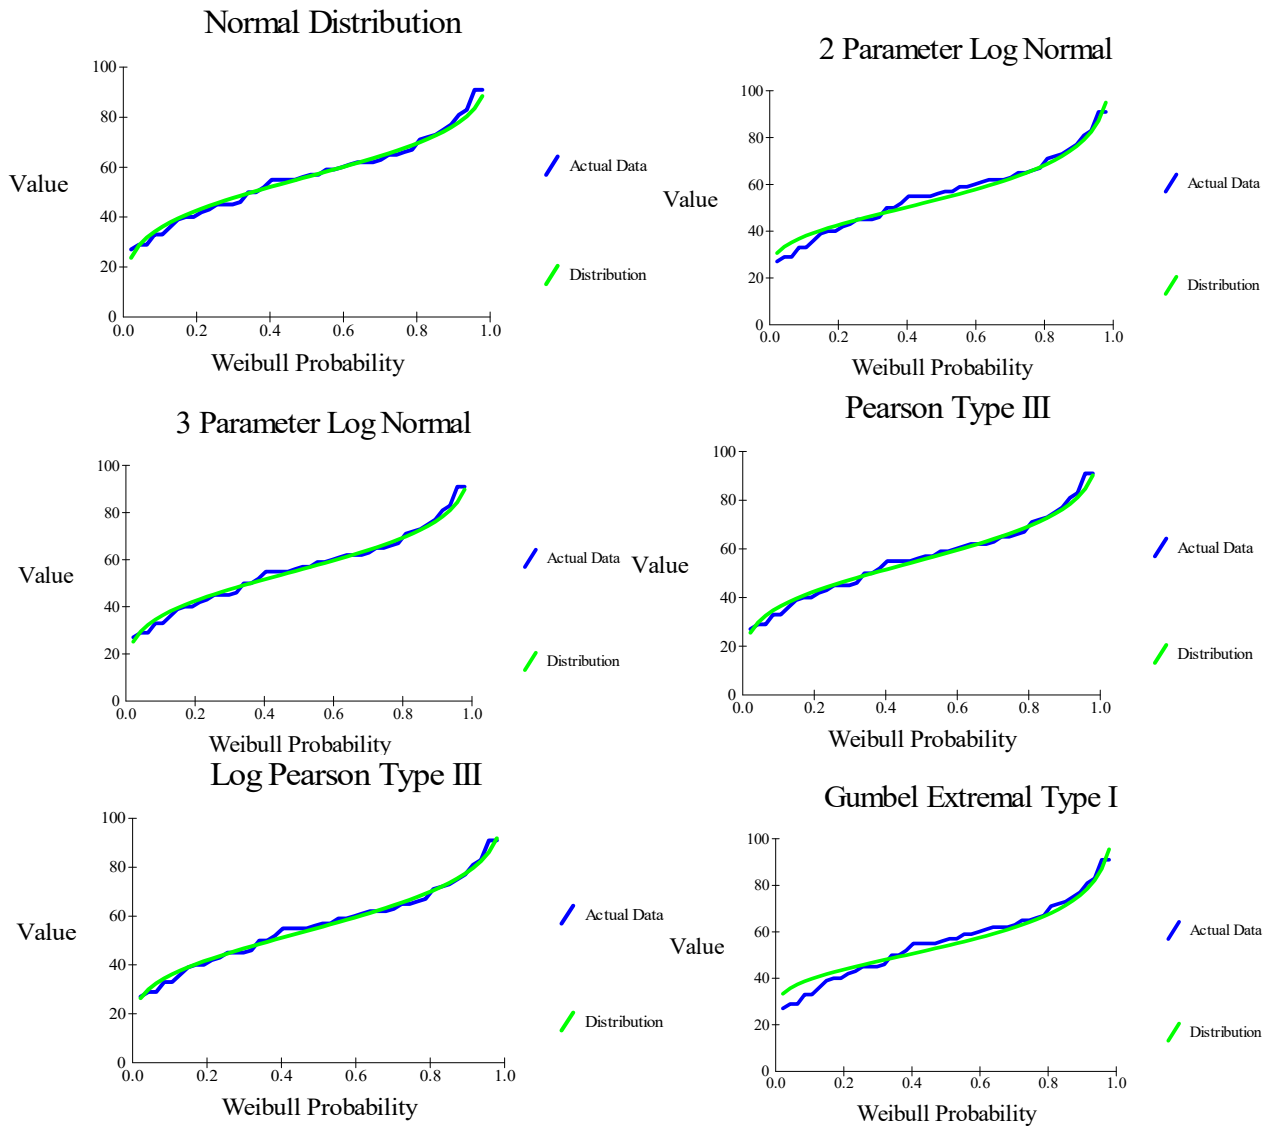 Normal Distribution
100
80
60
40
20
0
0.0 0.2 0.4 0.6 0.8 1.0
Value
Weibull Probability
Actual Data
Distribution
2 Parameter Log Normal
100
80
60
40
20
0
0.0 0.2 0.4 0.6 0.8 1.0
Value
Weibull Probability
Actual Data
Distribution
3 Parameter Log Normal
100
80
60
40
20
0
0.0 0.2 0.4 0.6 0.8 1.0
Value
Weibull Probability
Actual Data
Distribution
Pearson Type III
100
80
60
40
20
0
0.0 0.2 0.4 0.6 0.8 1.0
Value
Weibull Probability
Actual Data
Distribution
Log Pearson Type III
100
80
60
40
20
0
0.0 0.2 0.4 0.6 0.8 1.0
Value
Weibull Probability
Actual Data
Distribution
Gumbel Extremal Type I
100
80
60
40
20
0
0.0 0.2 0.4 0.6 0.8 1.0
Value
Weibull Probability
Actual Data
Distribution